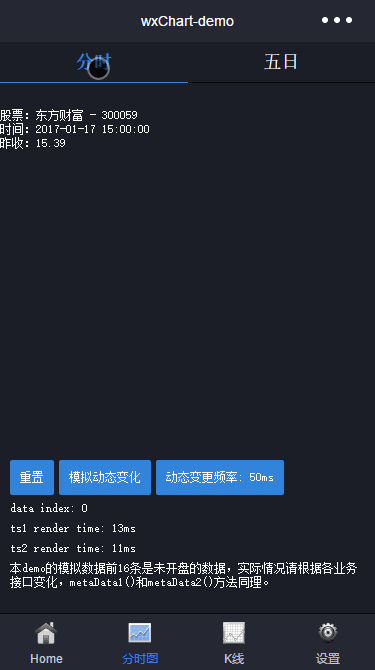 wxChart-demo
分时
五日
股票: 东方财富 - 300059
时间: 2017-01-17 15:00:00
昨收: 15.39
重置
模拟动态变化
动态变更频率: 50ms
data index: 0
ts1 render time: 13ms
ts2 render time: 11ms
本demo的模拟数据前16条是未开盘的数据，实际情况请根据各业务
接口变化，metaData1()和metaData2()方法同理。
Home
分时图
K线
设置